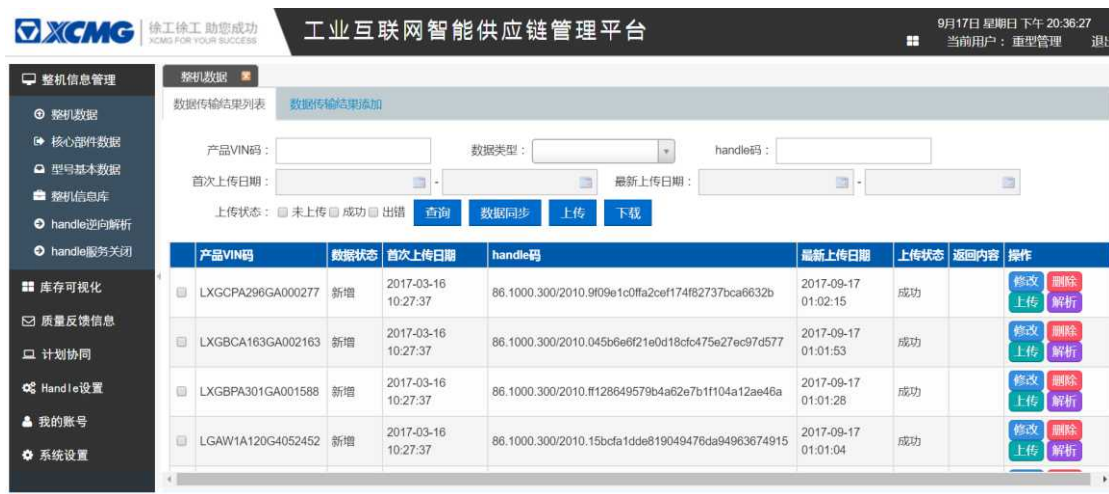 XCMG 徐工徐工 助您成功
XCMG FOR YOUR SUCCESS
工业互联网智能供应链管理平台
9月17日 星期日 下午 20:36:27
当前用户： 重型管理
整机信息管理
整机数据
核心部件数据
型号基本数据
整机信息库
handle逆向解析
handle服务关闭
库存可视化
质量反馈信息
计划协同
Handle设置
我的账号
系统设置
整机数据
数据传输结果列表 数据传输结果添加
产品VIN码： 数据类型： handle码：
首次上传日期： - 最新上传日期： -
上传状态： 未上传 成功 出错 查询 数据同步 上传 下载
产品VIN码 数据状态 首次上传日期 handle码 最新上传日期 上传状态 返回内容 操作
LXGCPA296GA000277 新增 2017-03-16 10:27:37 86.1000.300/2010.9f09e1c0ffa2cef174f82737bca6632b 2017-09-17 01:02:15 成功 修改 删除 上传 解析
LXGBCA163GA002163 新增 2017-03-16 10:27:37 86.1000.300/2010.045b6e6f21e0d18cfc475e27ec97d577 2017-09-17 01:01:53 成功 修改 删除 上传 解析
LXGBPA301GA001588 新增 2017-03-16 10:27:37 86.1000.300/2010.ff128649579b4a62e7b1ff104a12ae46a 2017-09-17 01:01:28 成功 修改 删除 上传 解析
LGAW1A120G4052452 新增 2017-03-16 10:27:37 86.1000.300/2010.15bcfa1dde819049476da94963674915 2017-09-17 01:01:04 成功 修改 删除 上传 解析